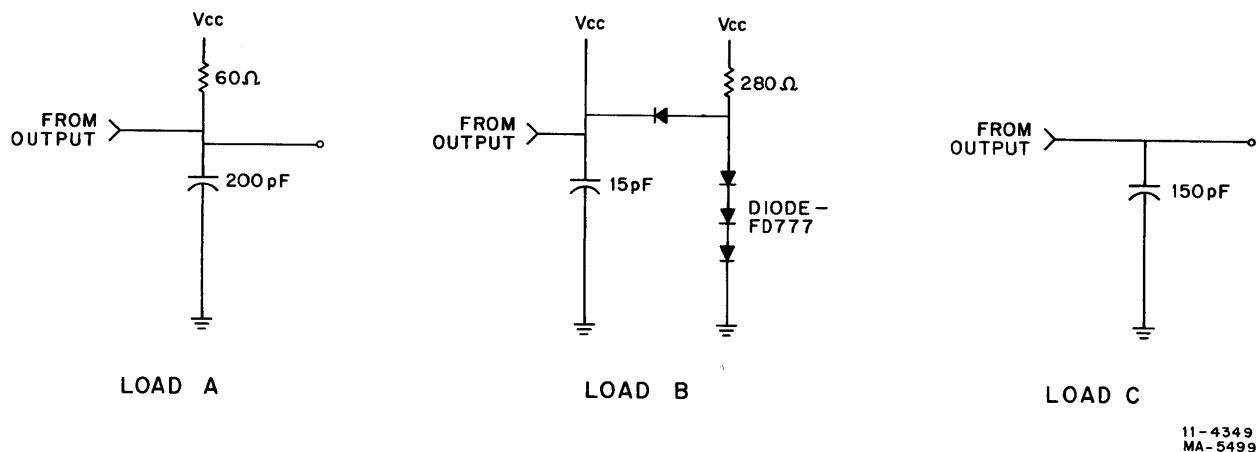 Vcc
60Ω
FROM
OUTPUT
200pF
LOAD A
Vcc
Vcc
280Ω
FROM
OUTPUT
15pF
DIODE-
FD777
LOAD B
FROM
OUTPUT
150pF
LOAD C
11-4349
MA-5499